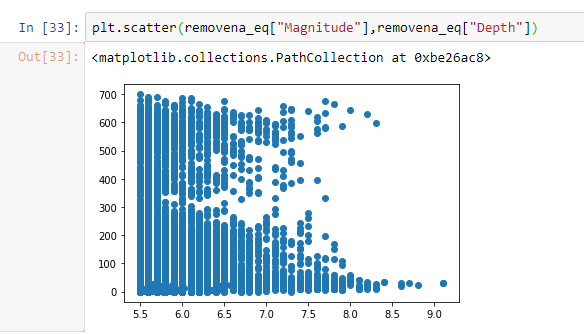 In [33]: plt.scatter(removena_eq["Magnitude"],removena_eq["Depth"])
Out[33]: <matplotlib.collections.PathCollection at 0xbe26ac8>
700
600
500
400
300
200
100
0
5.5 6.0 6.5 7.0 7.5 8.0 8.5 9.0